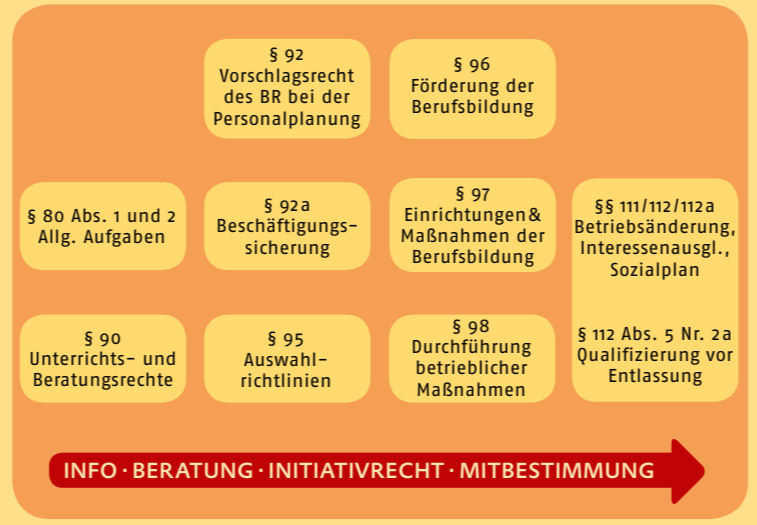 § 92
Vorschlagsrecht
des BR bei der
Personalplanung
§ 96
Förderung der
Berufsbildung
§ 80 Abs. 1 und 2
Allg. Aufgaben
§ 92a
Beschäftigungs-
sicherung
§ 97
Einrichtungen &
Maßnahmen der
Berufsbildung
§§ 111/112/112a
Betriebsänderung,
Interessenausgl.,
Sozialplan
§ 90
Unterrichts- und
Beratungsrechte
§ 95
Auswahl-
richtlinien
§ 98
Durchführung
betrieblicher
Maßnahmen
§ 112 Abs. 5 Nr. 2a
Qualifizierung vor
Entlassung
INFO · BERATUNG · INITIATIVRECHT · MITBESTIMMUNG